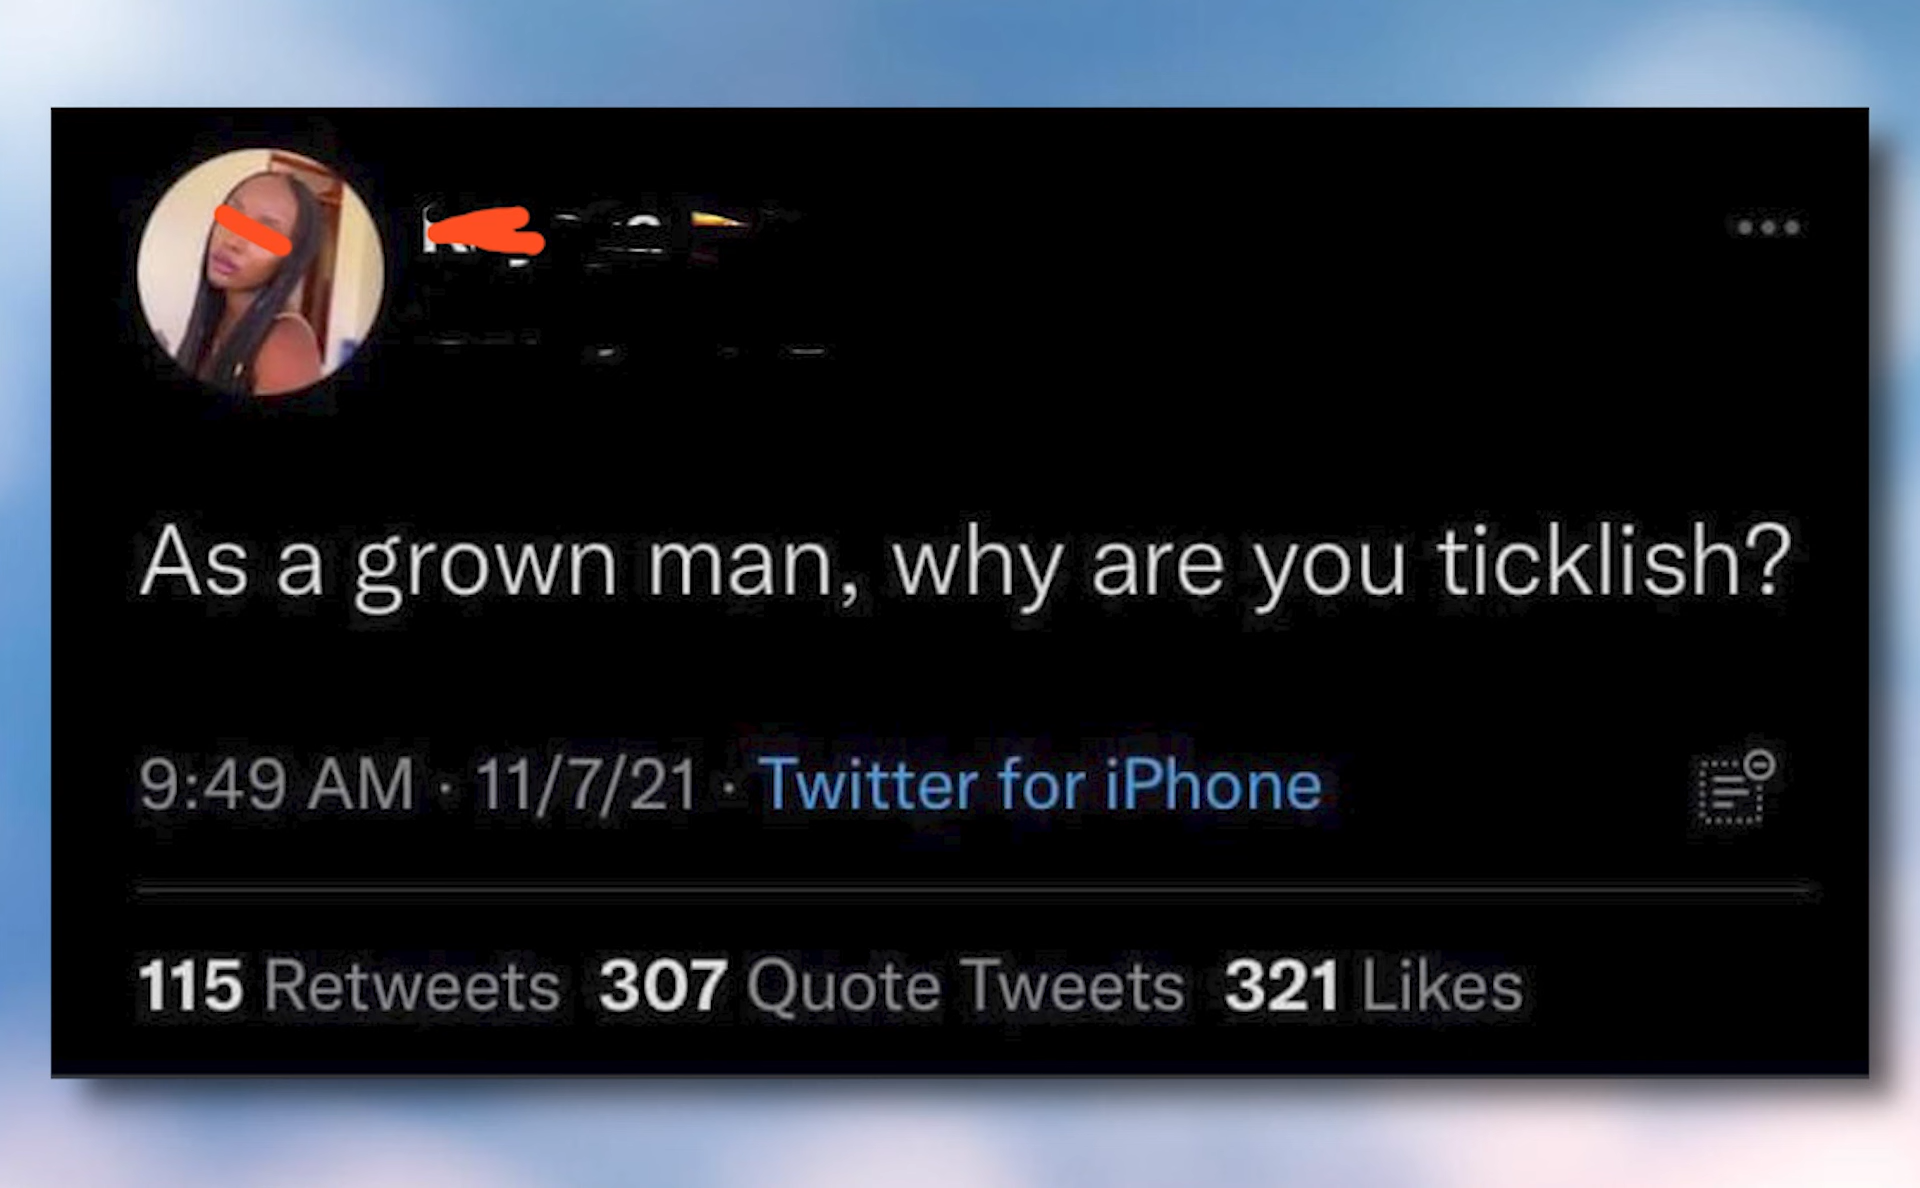 As a grown man, why are you ticklish?
9:49 AM · 11/7/21 · Twitter for iPhone
115 Retweets 307 Quote Tweets 321 Likes